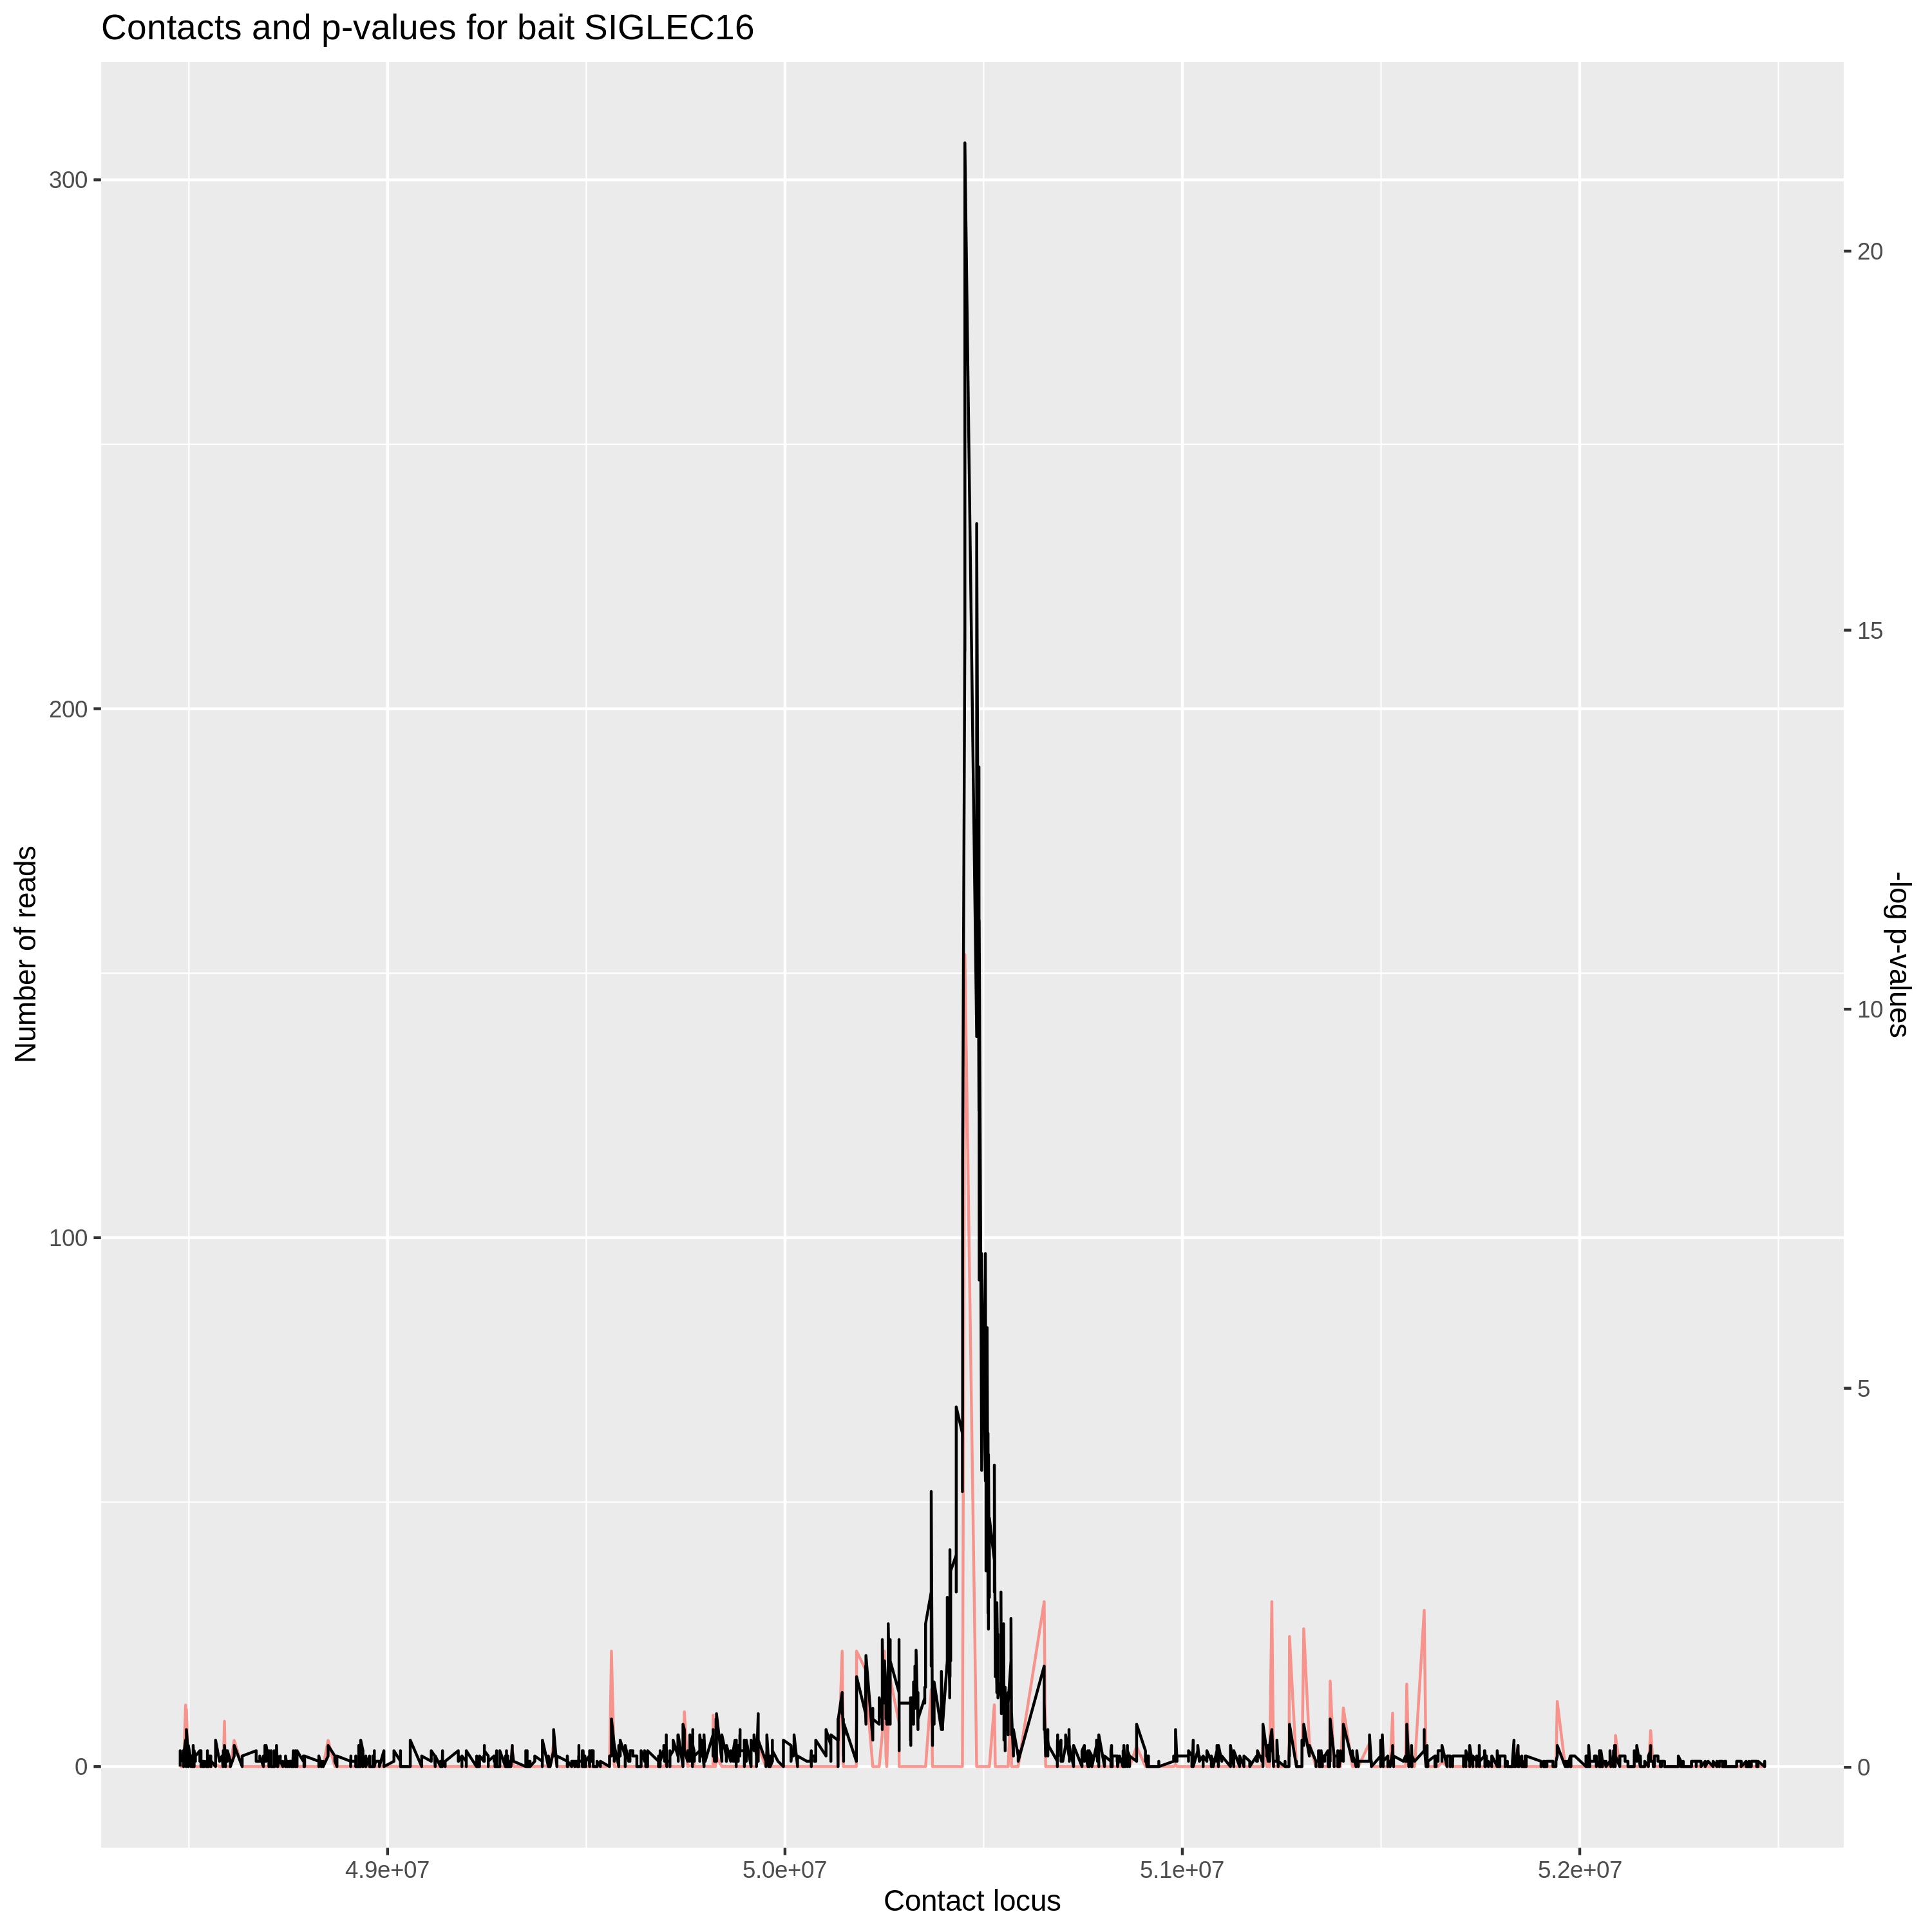 Contacts and p-values for bait SIGLEC16
300
200
100
0
Number of reads
20
15
10
5
0
-log p-values
4.9e+07
5.0e+07
5.1e+07
5.2e+07
Contact locus